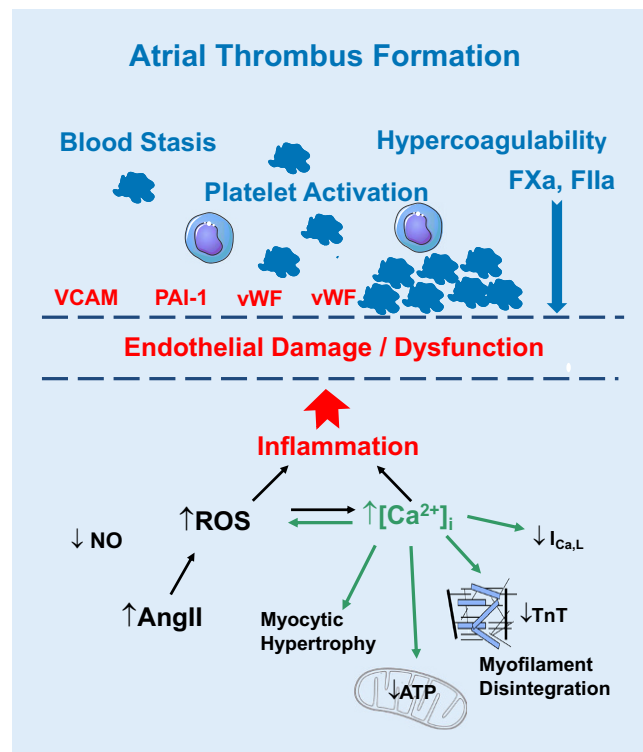 Atrial Thrombus Formation
Blood Stasis
Hypercoagulability
Platelet Activation
FXa, FIIa
VCAM PAI-1 vWF vWF
Endothelial Damage / Dysfunction
Inflammation
↑ROS
↑[Ca²⁺]ᵢ
↓ NO
↓ I_Ca,L
↑AngII
Myocytic
Hypertrophy
↓TnT
Myofilament
Disintegration
↓ATP